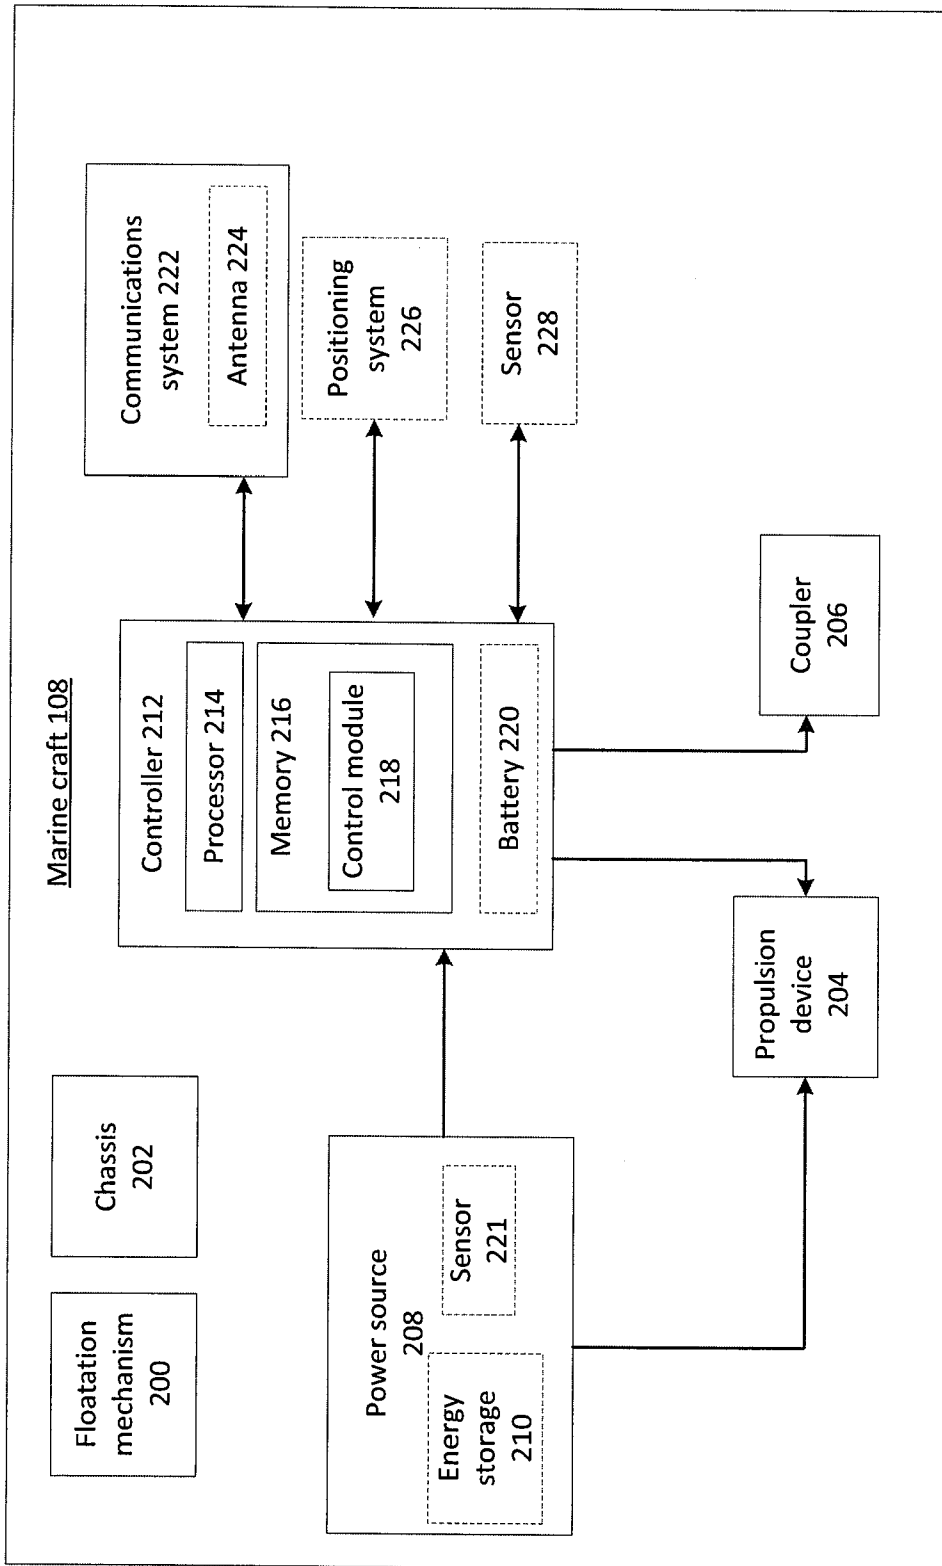 Marine craft 108
Floatation
mechanism
200
Chassis
202
Power source
208
Energy
storage
210
Sensor
221
Controller 212
Processor 214
Memory 216
Control module
218
Battery 220
Communications
system 222
Antenna 224
Positioning
system
226
Sensor
228
Propulsion
device
204
Coupler
206